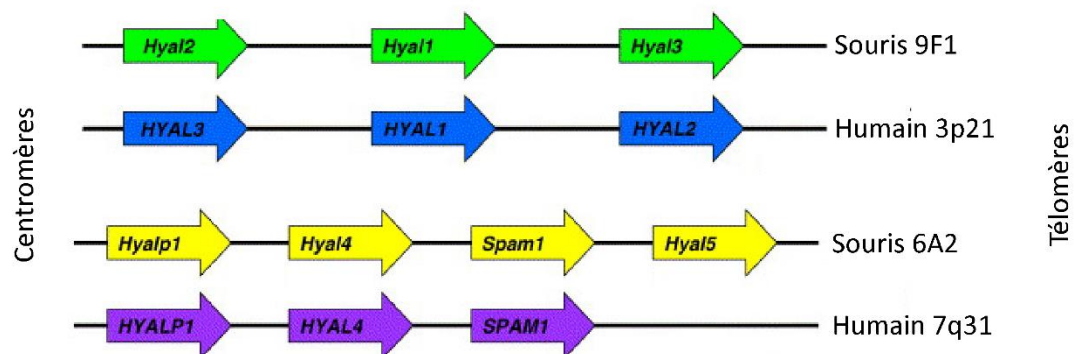 Hyal2 Hyal1 Hyal3 Souris 9F1
HYAL3 HYAL1 HYAL2 Humain 3p21
Centromères
Télomères
Hyalp1 Hyal4 Spam1 Hyal5 Souris 6A2
HYALP1 HYAL4 SPAM1 Humain 7q31